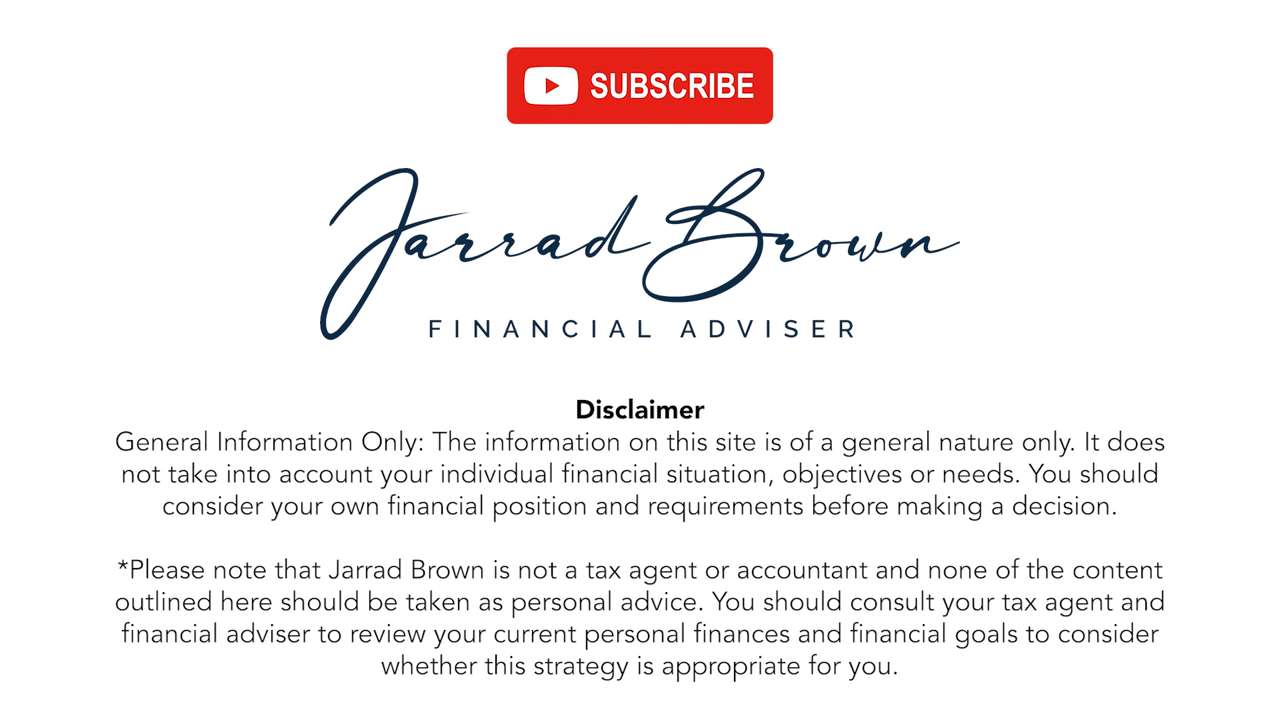 SUBSCRIBE
Jarrad Brown
FINANCIAL ADVISER
Disclaimer
General Information Only: The information on this site is of a general nature only. It does
not take into account your individual financial situation, objectives or needs. You should
consider your own financial position and requirements before making a decision.
*Please note that Jarrad Brown is not a tax agent or accountant and none of the content
outlined here should be taken as personal advice. You should consult your tax agent and
financial adviser to review your current personal finances and financial goals to consider
whether this strategy is appropriate for you.